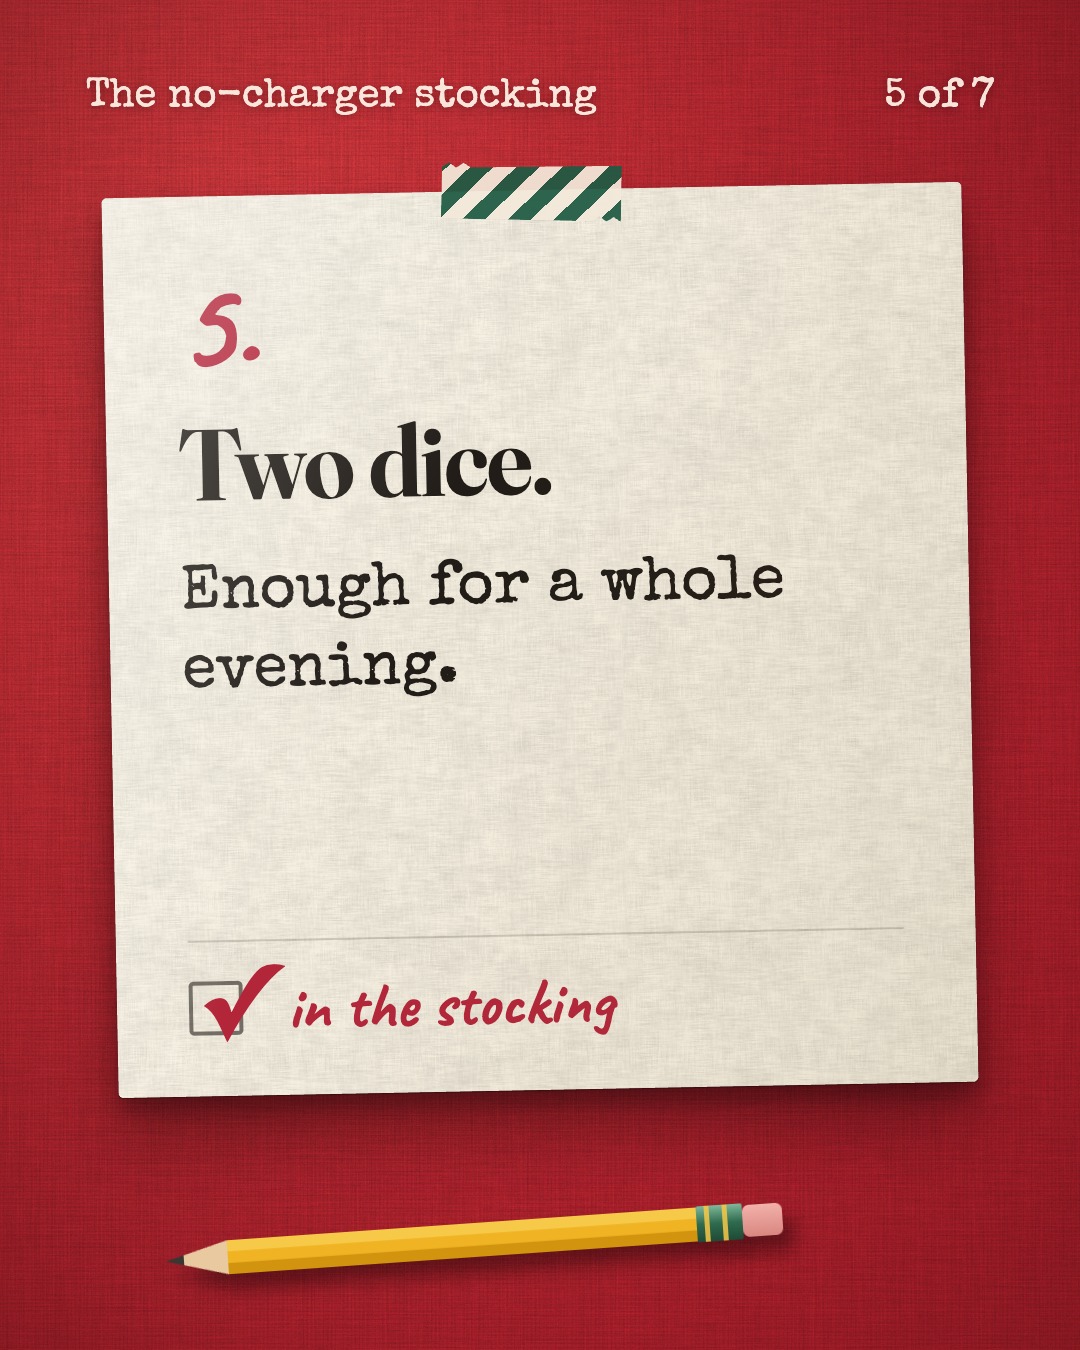 The no-charger stocking
5 of 7
5.
Two dice.
Enough for a whole
evening.
in the stocking